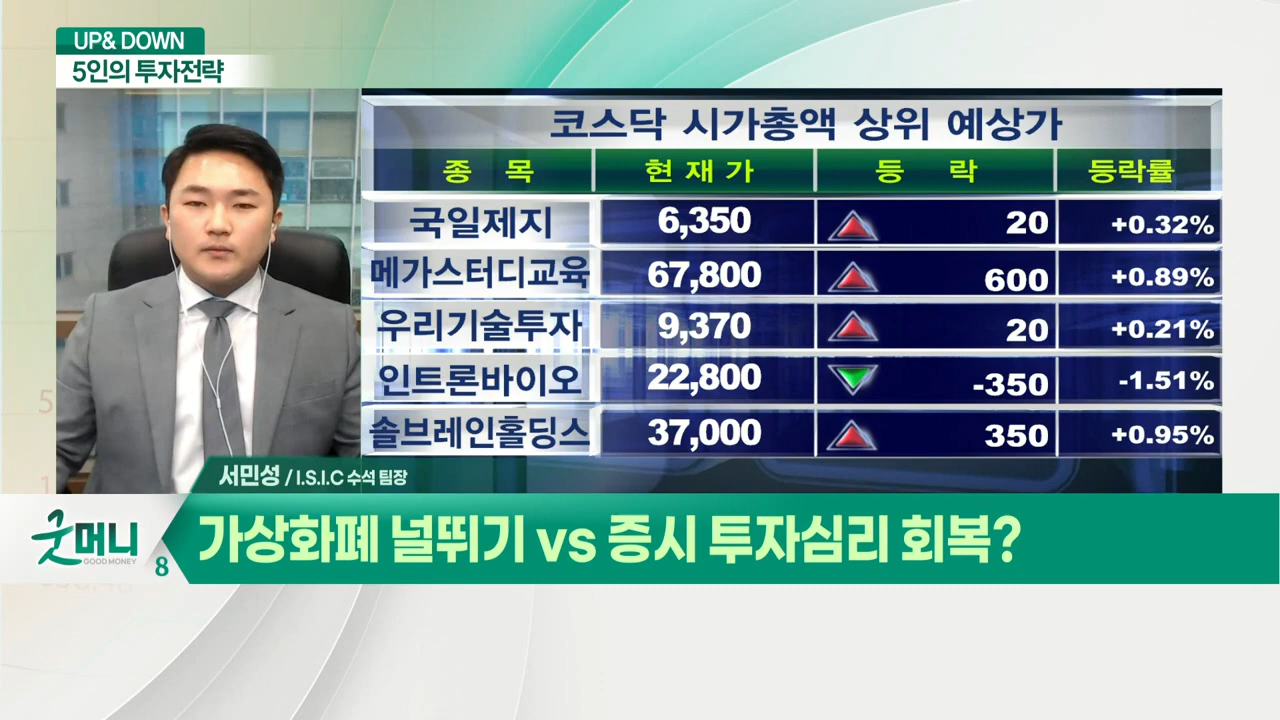 UP& DOWN
5인의 투자전략
코스닥 시가총액 상위 예상가
종 목 현 재 가 등 락 등락률
국일제지 6,350 20 +0.32%
메가스터디교육 67,800 600 +0.89%
우리기술투자 9,370 20 +0.21%
인트론바이오 22,800 -350 -1.51%
솔브레인홀딩스 37,000 350 +0.95%
서민성 / I.S.I.C 수석 팀장
굿머니
GOOD MONEY
8
가상화폐 널뛰기 vs 증시 투자심리 회복?